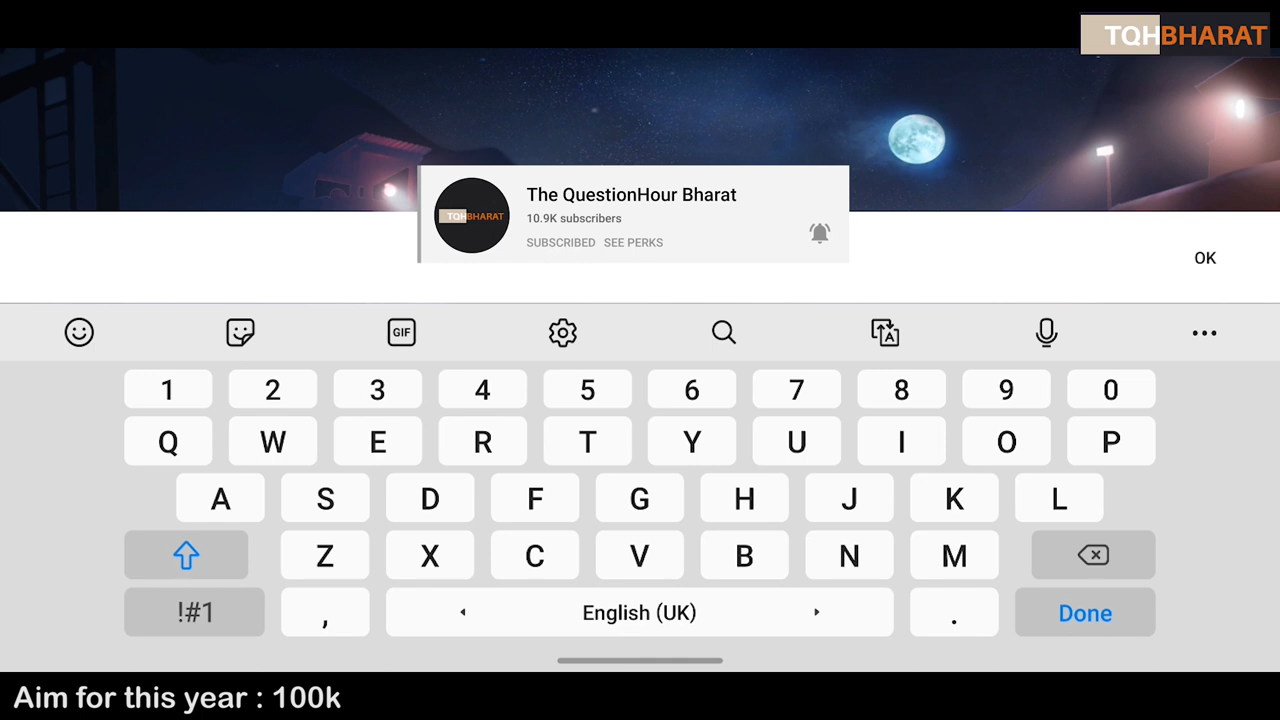 TQHBHARAT
The QuestionHour Bharat
TQHBHARAT
10.9K subscribers
SUBSCRIBED SEE PERKS
OK
GIF
A
1 2 3 4 5 6 7 8 9 0
Q W E R T Y U I O P
A S D F G H J K L
Z X C V B N M
!#1 , English (UK) . Done
Aim for this year : 100k